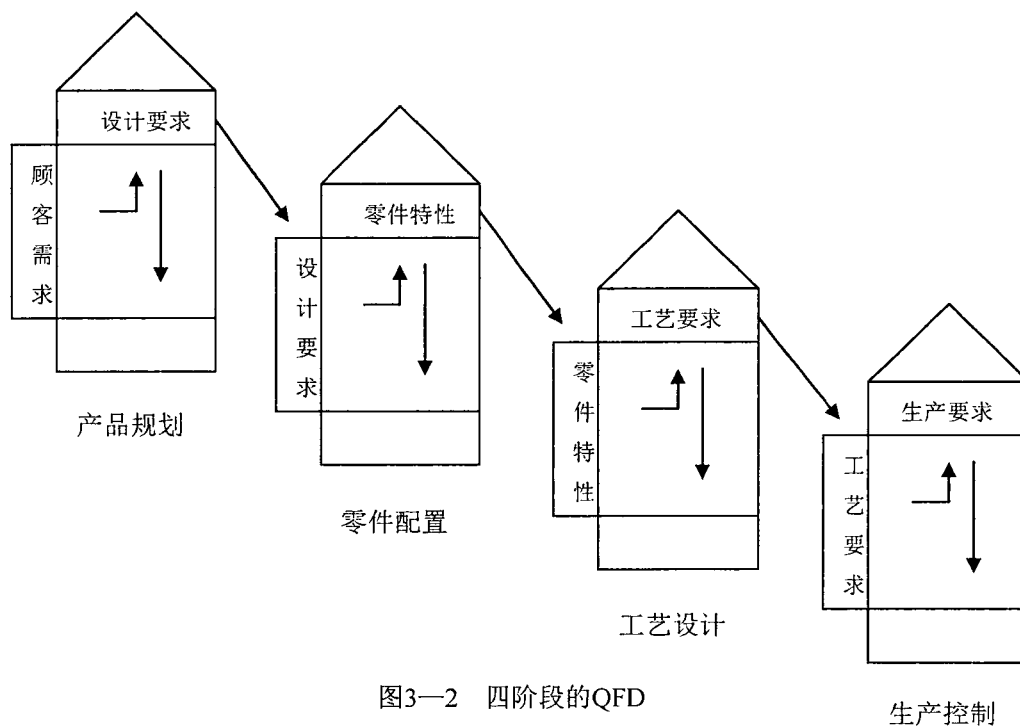 设计要求
顾客需求
产品规划
零件特性
设计要求
零件配置
工艺要求
零件特性
工艺设计
生产要求
工艺要求
生产控制
图3—2 四阶段的QFD